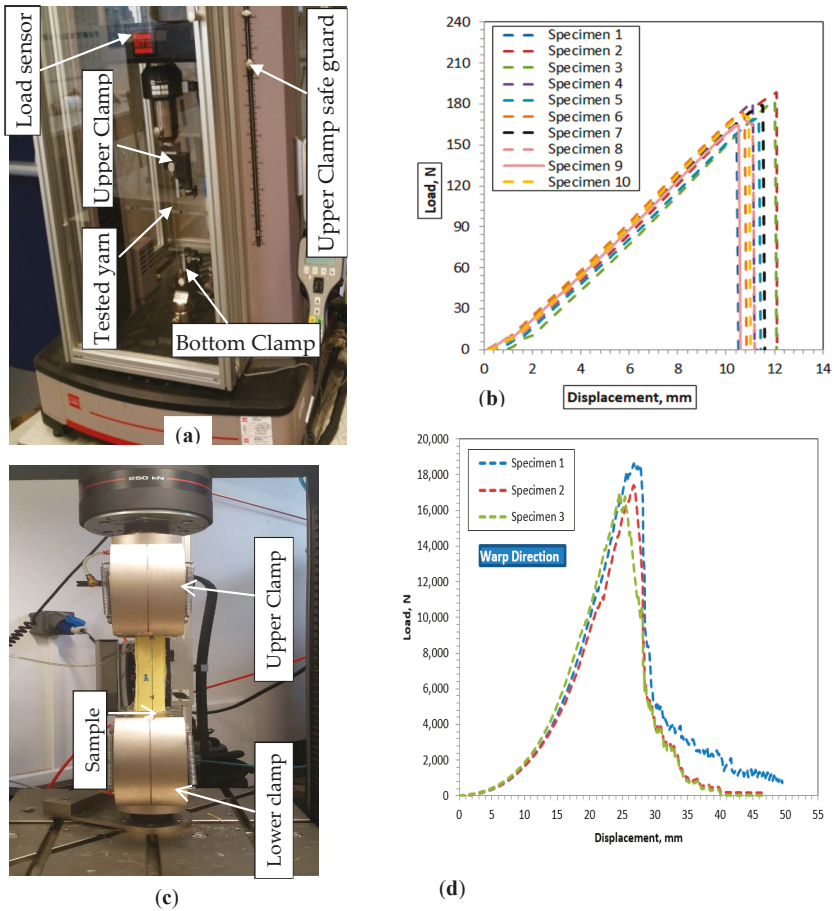 Load sensor
Upper Clamp
Tested yarn
Bottom Clamp
Upper Clamp safe guard
(a)
240
210
180
150
120
90
60
30
0
Load, N
Specimen 1
Specimen 2
Specimen 3
Specimen 4
Specimen 5
Specimen 6
Specimen 7
Specimen 8
Specimen 9
Specimen 10
0 2 4 6 8 10 12 14
Displacement, mm
(b)
250 kN
Upper Clamp
Sample
Lower clamp
(c)
20,000
18,000
16,000
14,000
12,000
10,000
8,000
6,000
4,000
2,000
0
Load, N
Specimen 1
Specimen 2
Specimen 3
Warp Direction
0 5 10 15 20 25 30 35 40 45 50 55
Displacement, mm
(d)